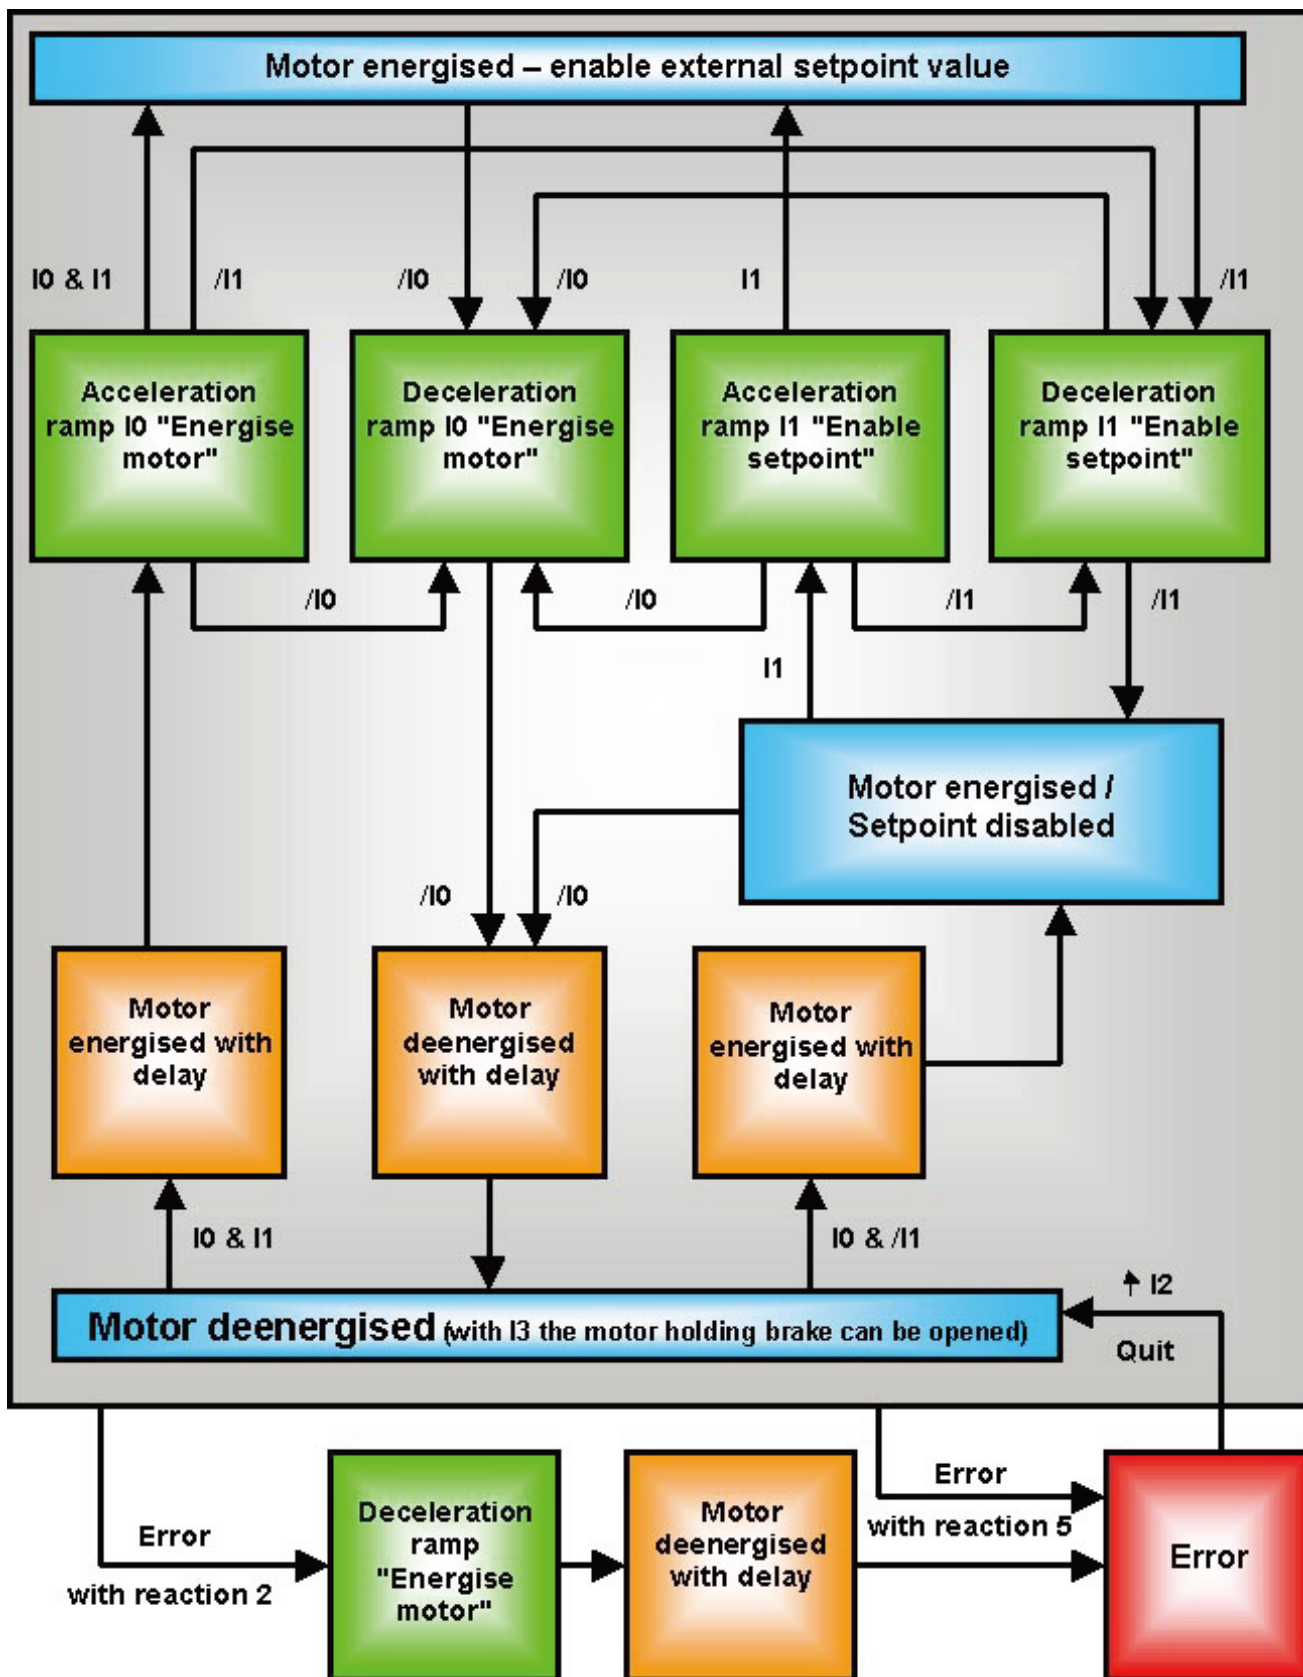 Motor energised – enable external setpoint value
I0 & I1
/I1
/I0
/I0
I1
/I1
Acceleration
ramp I0 "Energise
motor"
Deceleration
ramp I0 "Energise
motor"
Acceleration
ramp I1 "Enable
setpoint"
Deceleration
ramp I1 "Enable
setpoint"
/I0
/I0
/I1
/I1
I1
Motor energised /
Setpoint disabled
/I0
/I0
Motor
energised with
delay
Motor
deenergised
with delay
Motor
energised with
delay
I0 & I1
I0 & /I1
I2
Motor deenergised (with I3 the motor holding brake can be opened)
Quit
Error
with reaction 2
Deceleration
ramp
"Energise
motor"
Motor
deenergised
with delay
Error
with reaction 5
Error